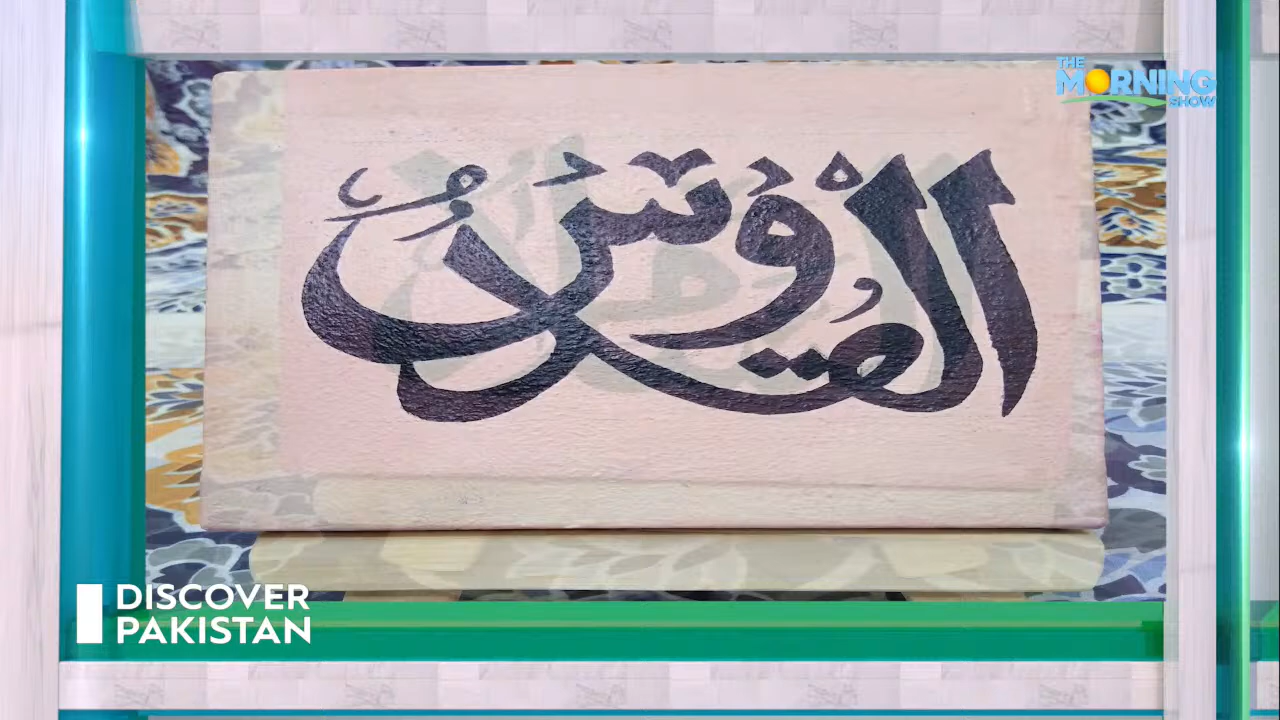 THE
MORNING
SHOW
القدوس
DISCOVER
PAKISTAN